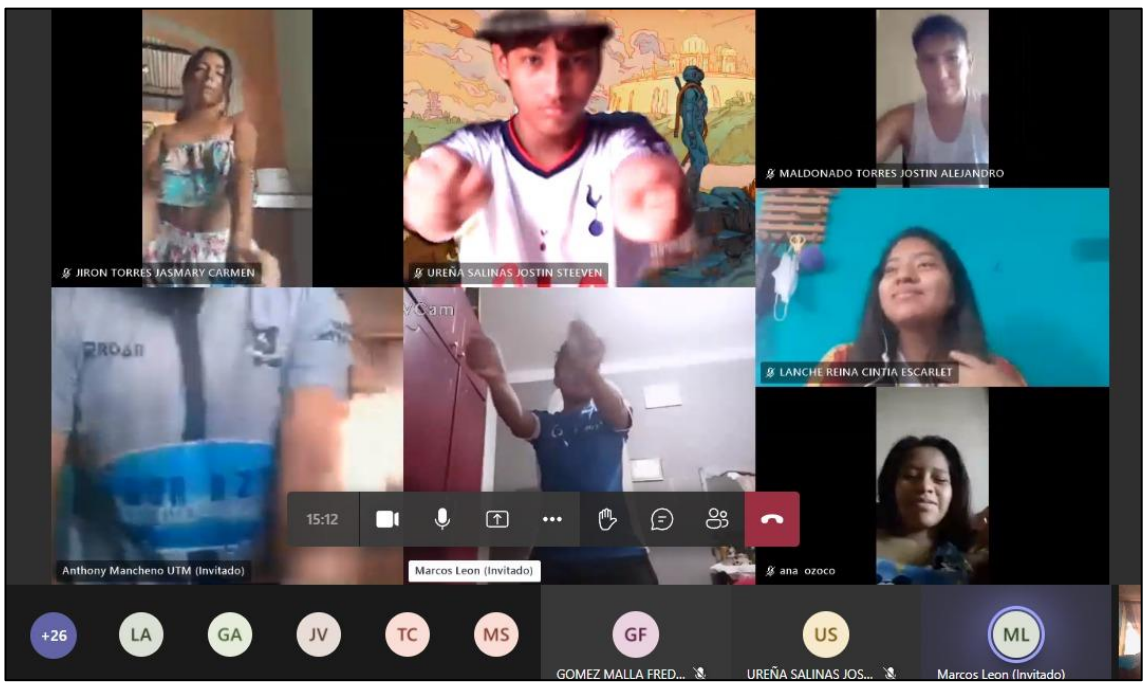 JIRON TORRES JASMARY CARMEN
UREÑA SALINAS JOSTIN STEEVEN
MALDONADO TORRES JOSTIN ALEJANDRO
LANCHE REINA CINTIA ESCARLET
Cam
15:12
Anthony Mancheno UTM (Invitado)
Marcos Leon (Invitado)
ana ozoco
+26
LA
GA
JV
TC
MS
GF
US
ML
GOMEZ MALLA FRED...
UREÑA SALINAS JOS...
Marcos Leon (Invitado)